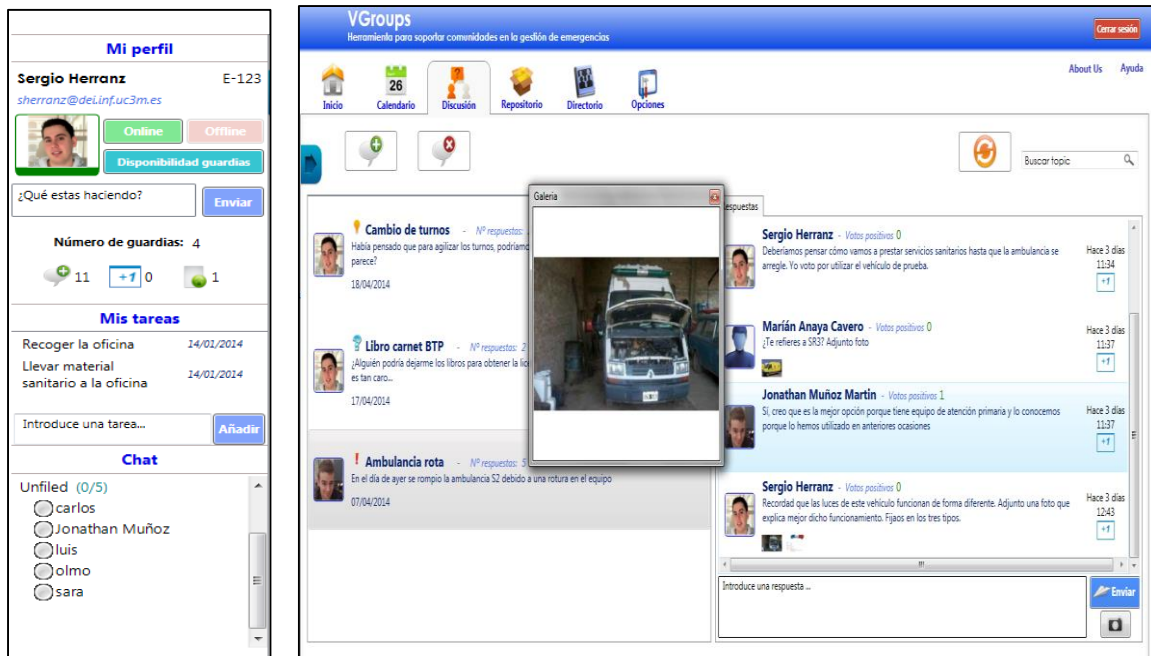 Mi perfil
Sergio Herranz E-123
sherranz@dei.inf.uc3m.es
Online Offline
Disponibilidad guardias
¿Qué estas haciendo? Enviar
Número de guardias: 4
11 +1 0 1
Mis tareas
Recoger la oficina 14/01/2014
Llevar material
sanitario a la oficina 14/01/2014
Introduce una tarea... Añadir
Chat
Unfiled (0/5)
carlos
Jonathan Muñoz
luis
olmo
sara
VGroups
Herramienta para soportar comunidades en la gestión de emergencias
Cerrar sesión
About Us Ayuda
26
Inicio Calendario Discusión Repositorio Directorio Opciones
Buscar topic
Cambio de turnos - Nº respuestas:
Había pensado que para agilizar los turnos, podríamos
parece?
18/04/2014
Libro carnet BTP - Nº respuestas: 2
¿Alguién podría dejarme los libros para obtener la
es tan caro...
17/04/2014
Ambulancia rota - Nº respuestas: 5
En el día de ayer se rompio la ambulancia S2 debido a una rotura en el equipo
07/04/2014
Galeria
Respuestas
Sergio Herranz - Votos positivos 0
Deberíamos pensar cómo vamos a prestar servicios sanitarios hasta que la ambulancia se
arregle. Yo voto por utilizar el vehículo de prueba.
Hace 3 días
11:34
+1
Marián Anaya Cavero - Votos positivos 0
¿Te refieres a SR3? Adjunto foto
Hace 3 días
11:37
+1
Jonathan Muñoz Martin - Votos positivos 1
Sí, creo que es la mejor opción porque tiene equipo de atención primaria y lo conocemos
porque lo hemos utilizado en anteriores ocasiones
Hace 3 días
11:37
+1
Sergio Herranz - Votos positivos 0
Recordad que las luces de este vehículo funcionan de forma diferente. Adjunto una foto que
explica mejor dicho funcionamiento. Fijaos en los tres tipos.
Hace 3 días
12:43
+1
Introduce una respuesta ...
Enviar